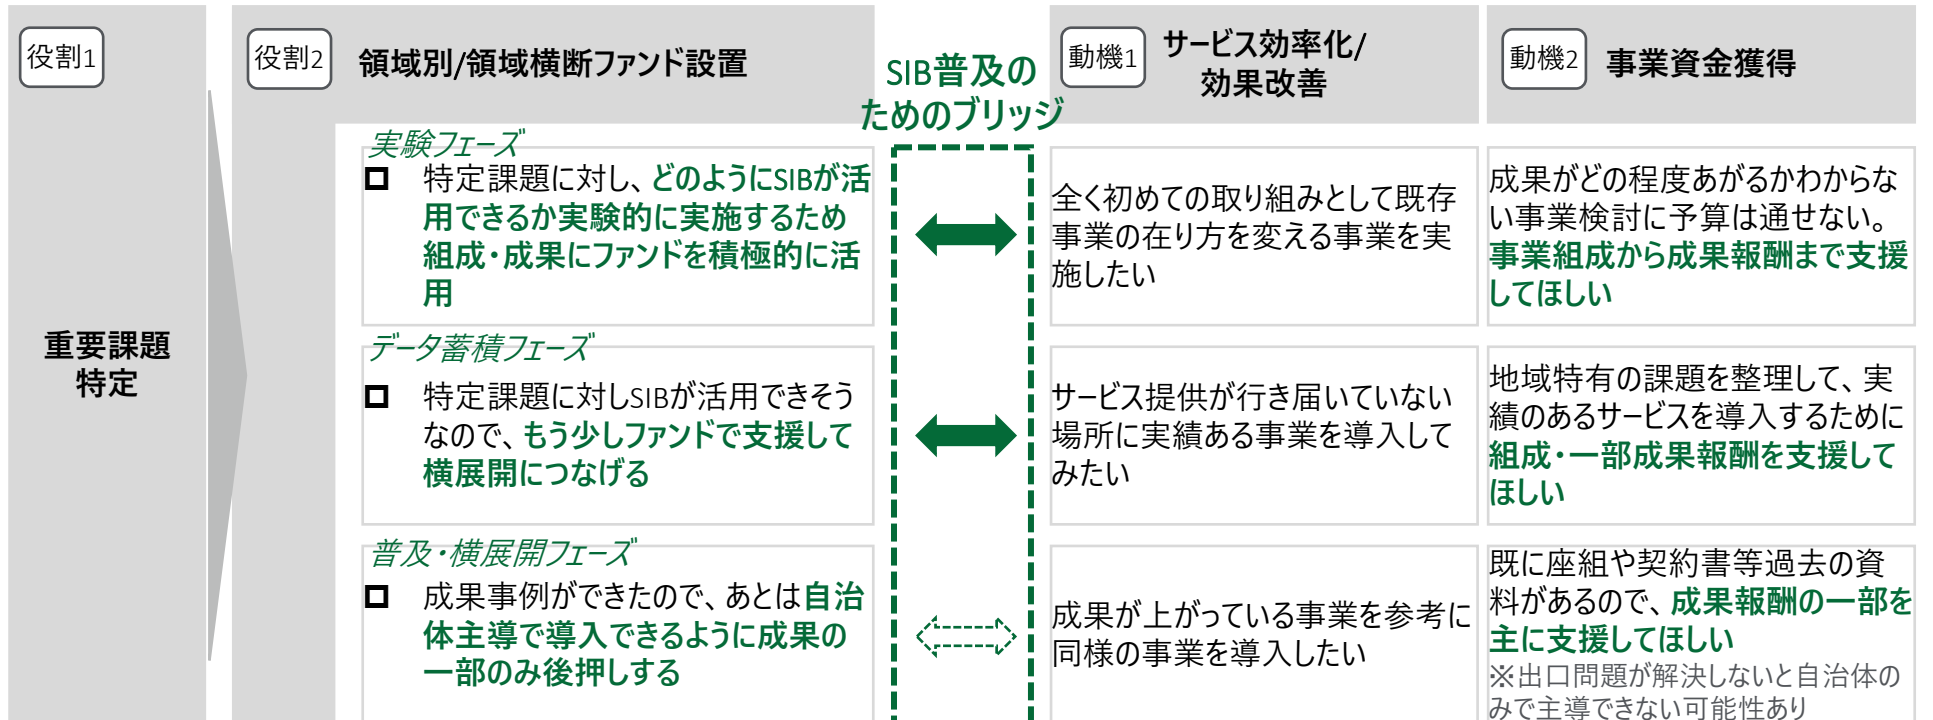 役割1
重要課題
特定
役割2
領域別/領域横断ファンド設置
SIB普及の
ためのブリッジ
動機1
サービス効率化/
効果改善
動機2
事業資金獲得
実験フェーズ
特定課題に対し、どのようにSIBが活
用できるか実験的に実施するため
組成・成果にファンドを積極的に活
用
全く初めての取り組みとして既存
事業の在り方を変える事業を実
施したい
成果がどの程度あがるかわからな
い事業検討に予算は通せない。
事業組成から成果報酬まで支援
してほしい
データ蓄積フェーズ
特定課題に対しSIBが活用できそう
なので、もう少しファンドで支援して
横展開につなげる
サービス提供が行き届いていない
場所に実績ある事業を導入して
みたい
地域特有の課題を整理して、実
績のあるサービスを導入するために
組成・一部成果報酬を支援して
ほしい
普及・横展開フェーズ
成果事例ができたので、あとは自治
体主導で導入できるように成果の
一部のみ後押しする
成果が上がっている事業を参考に
同様の事業を導入したい
既に座組や契約書等過去の資
料があるので、成果報酬の一部を
主に支援してほしい
※出口問題が解決しないと自治体の
みで主導できない可能性あり